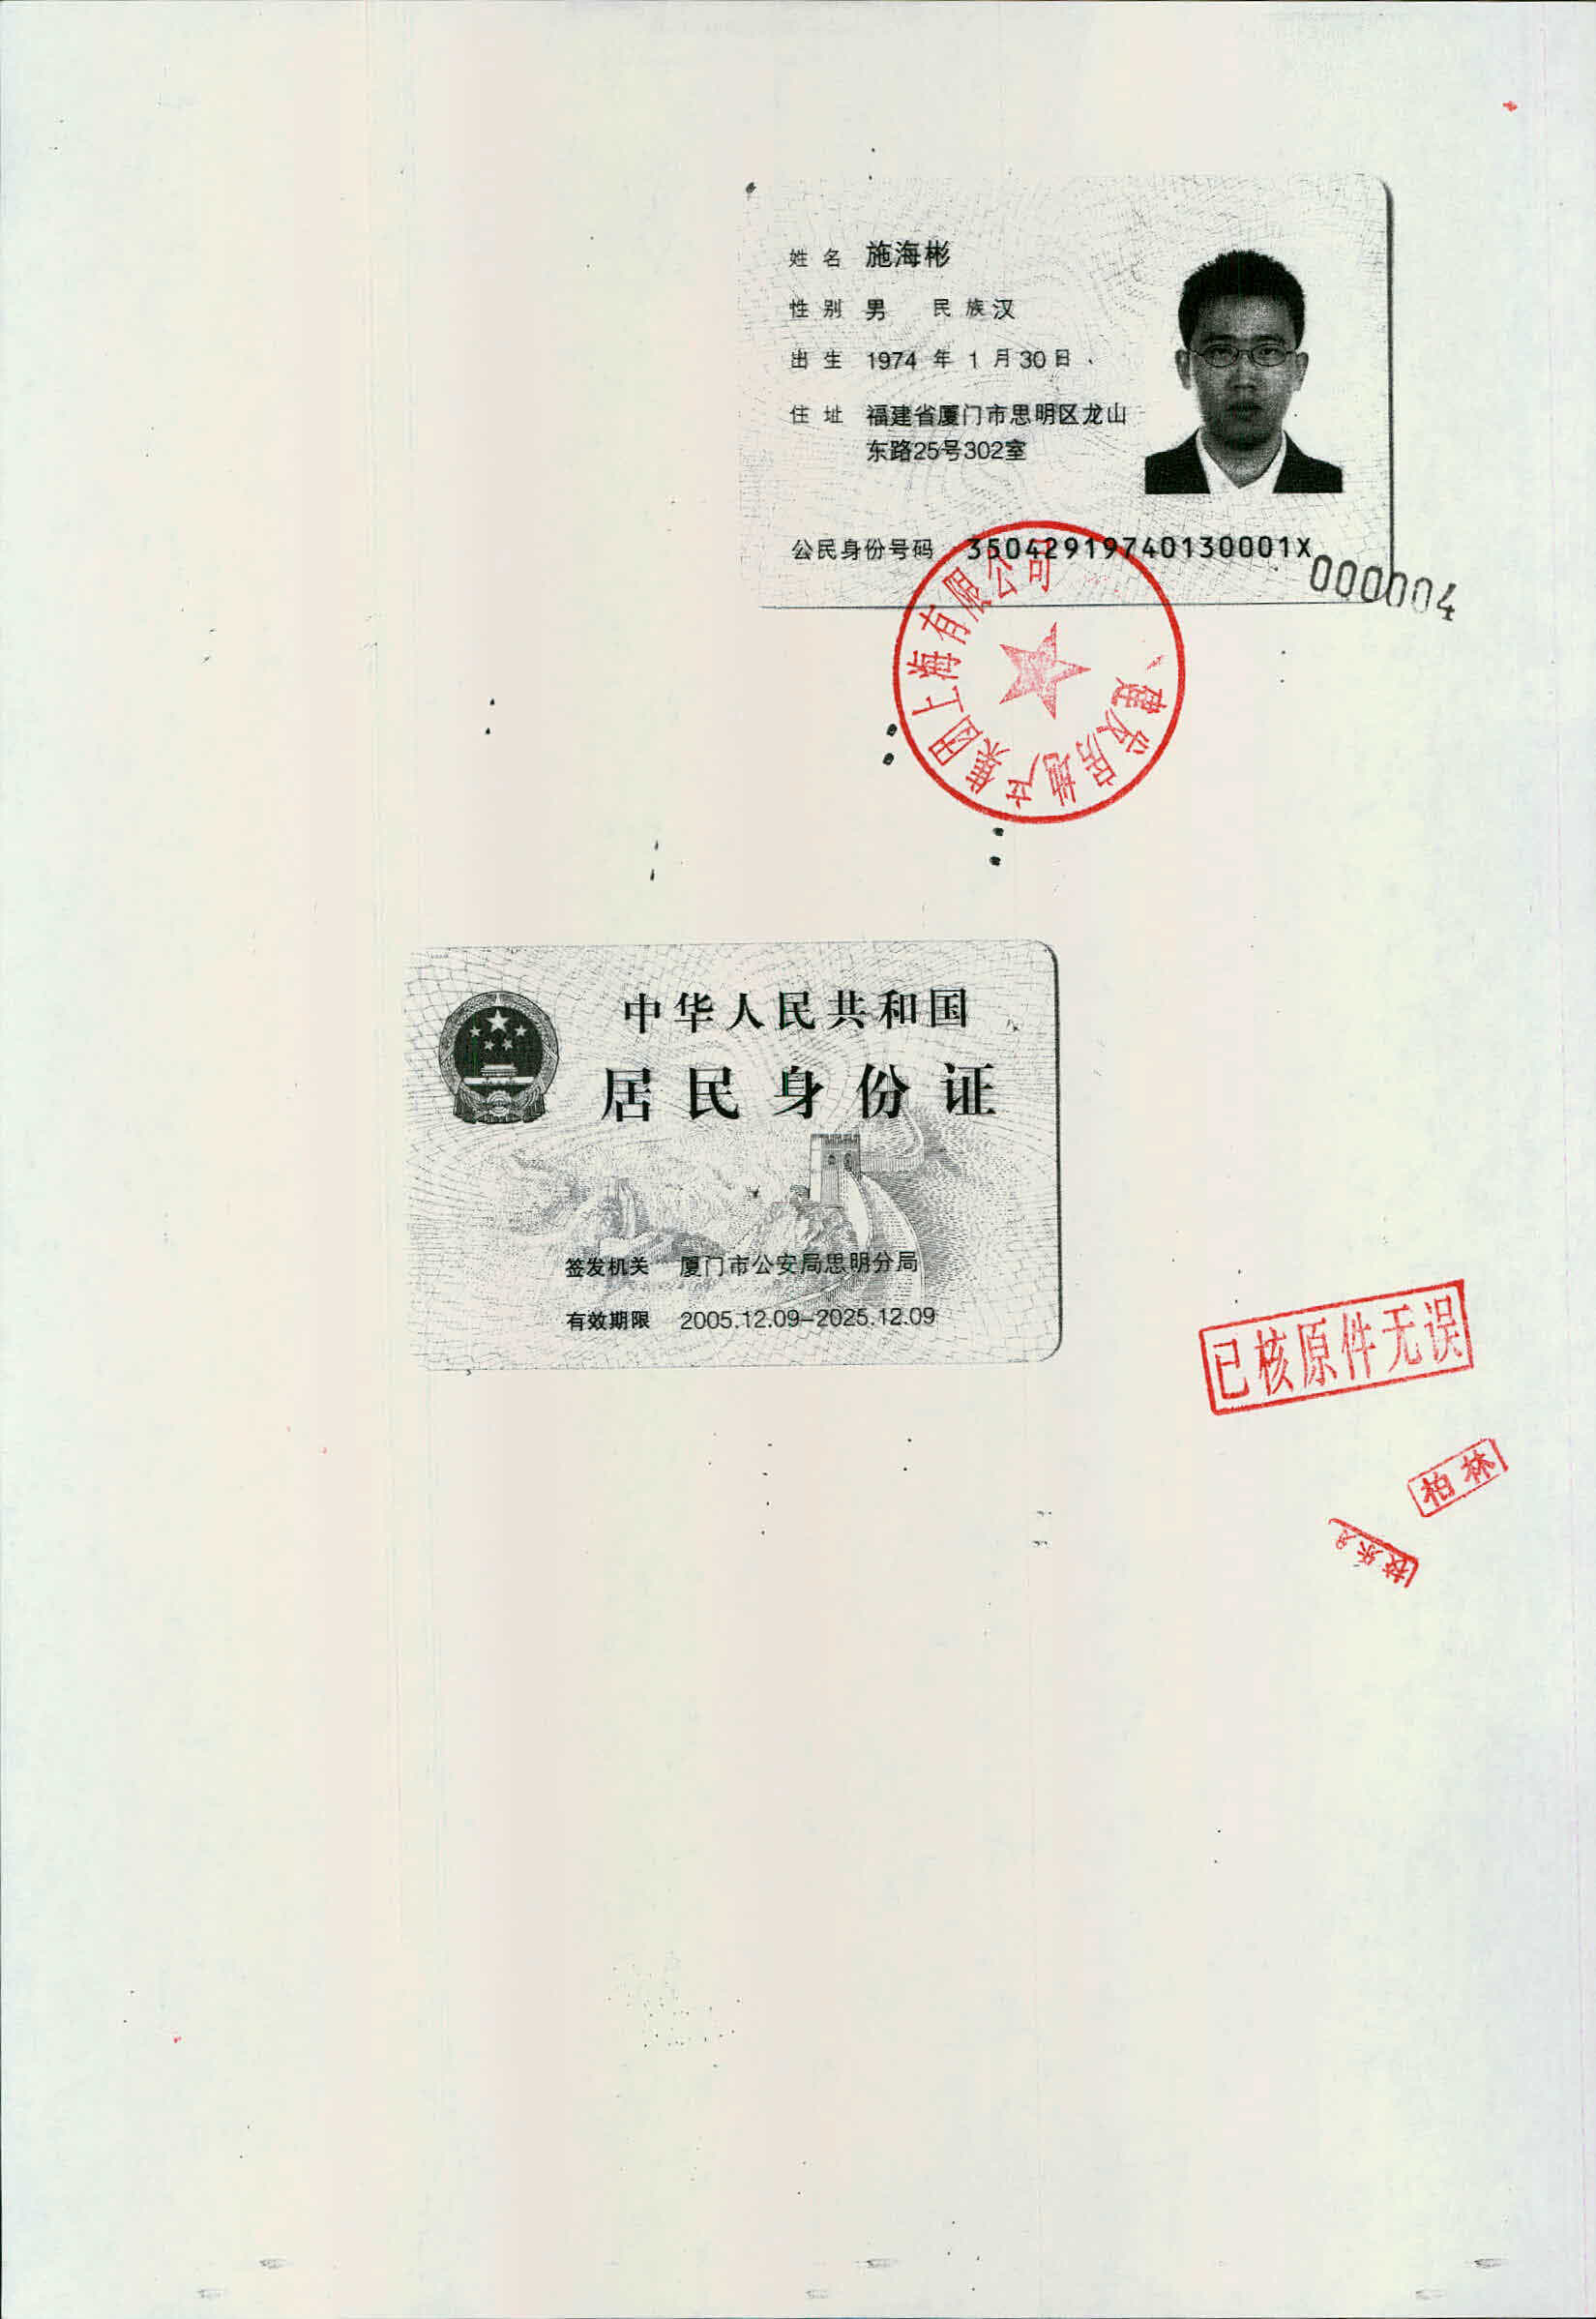 姓名 施海彬
性别 男 民族 汉
出生 1974 年 1 月 30 日
住址 福建省厦门市思明区龙山
东路25号302室
公民身份号码 35042919740130001X
000004
建发房地产集团上海有限公司
中华人民共和国
居民身份证
签发机关 厦门市公安局思明分局
有效期限 2005.12.09-2025.12.09
已核原件无误
柏林